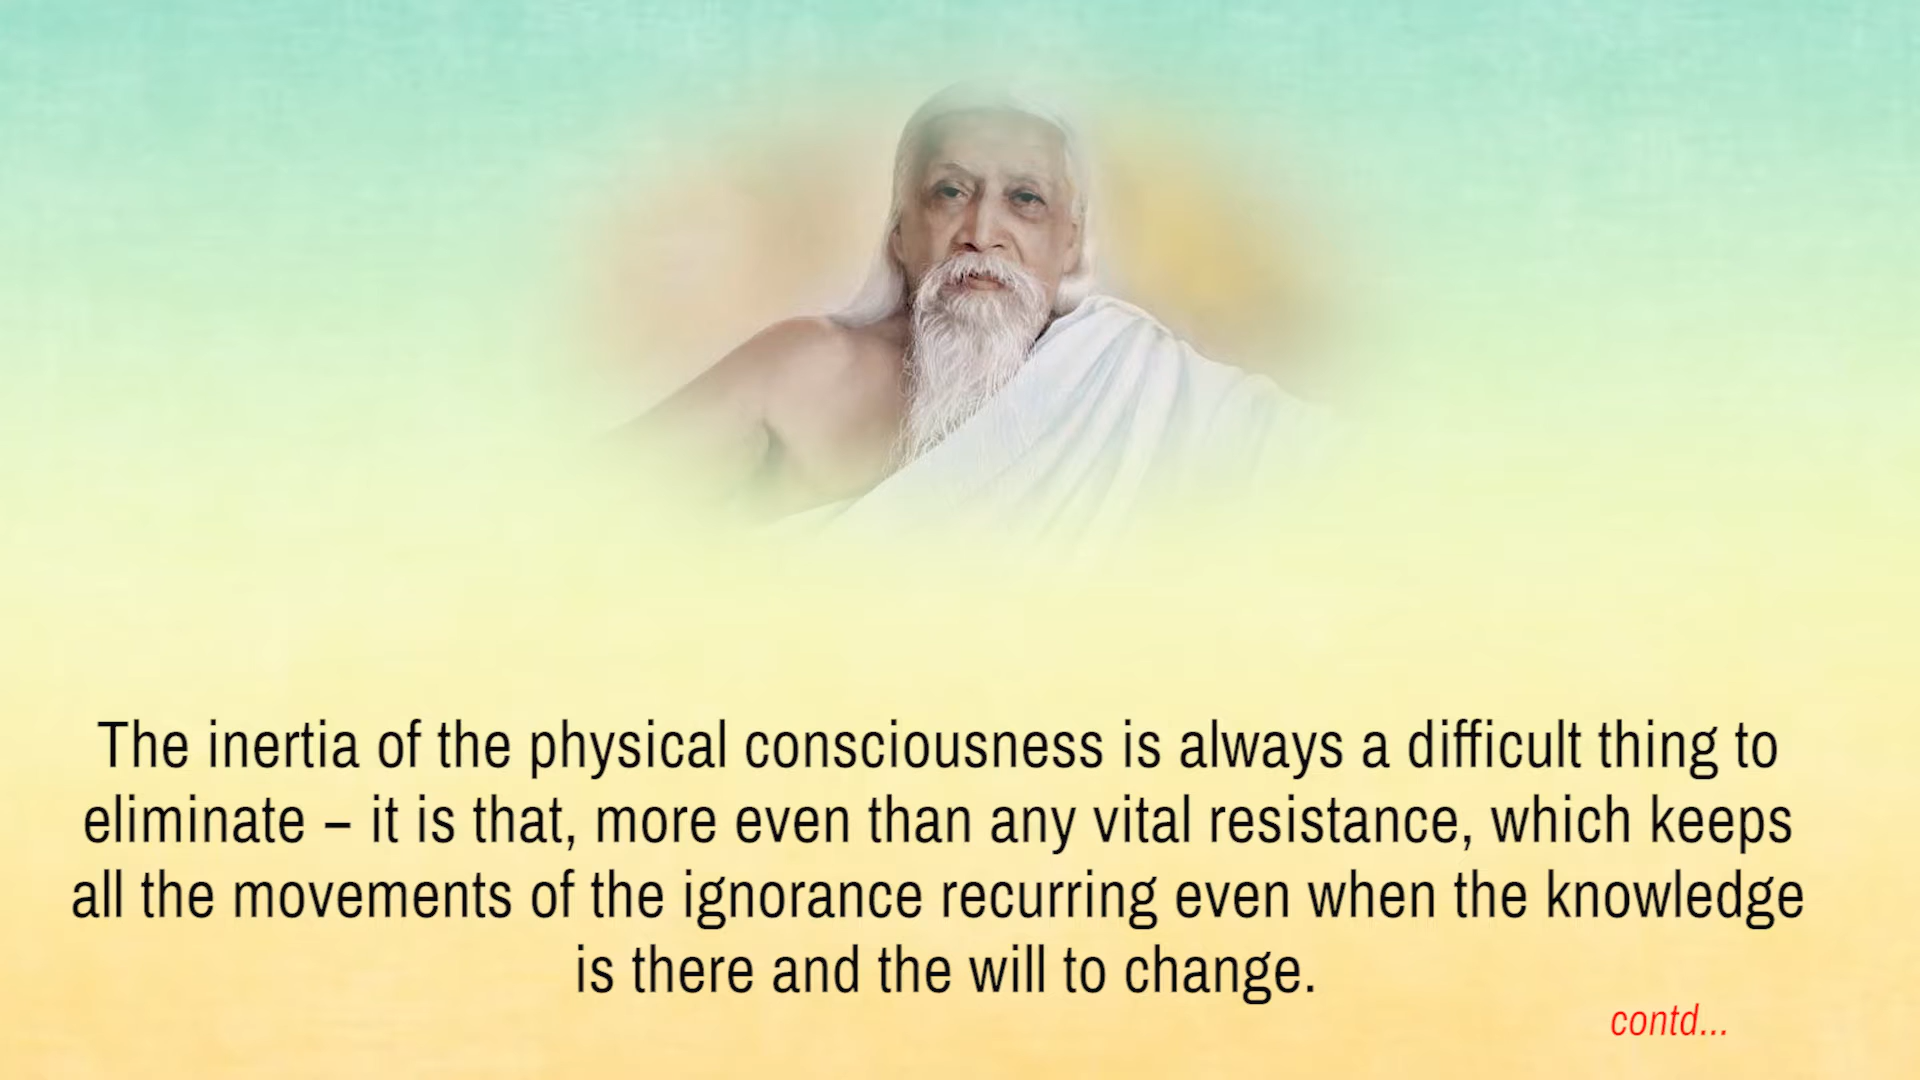 The inertia of the physical consciousness is always a difficult thing to
eliminate – it is that, more even than any vital resistance, which keeps
all the movements of the ignorance recurring even when the knowledge
is there and the will to change.
contd...